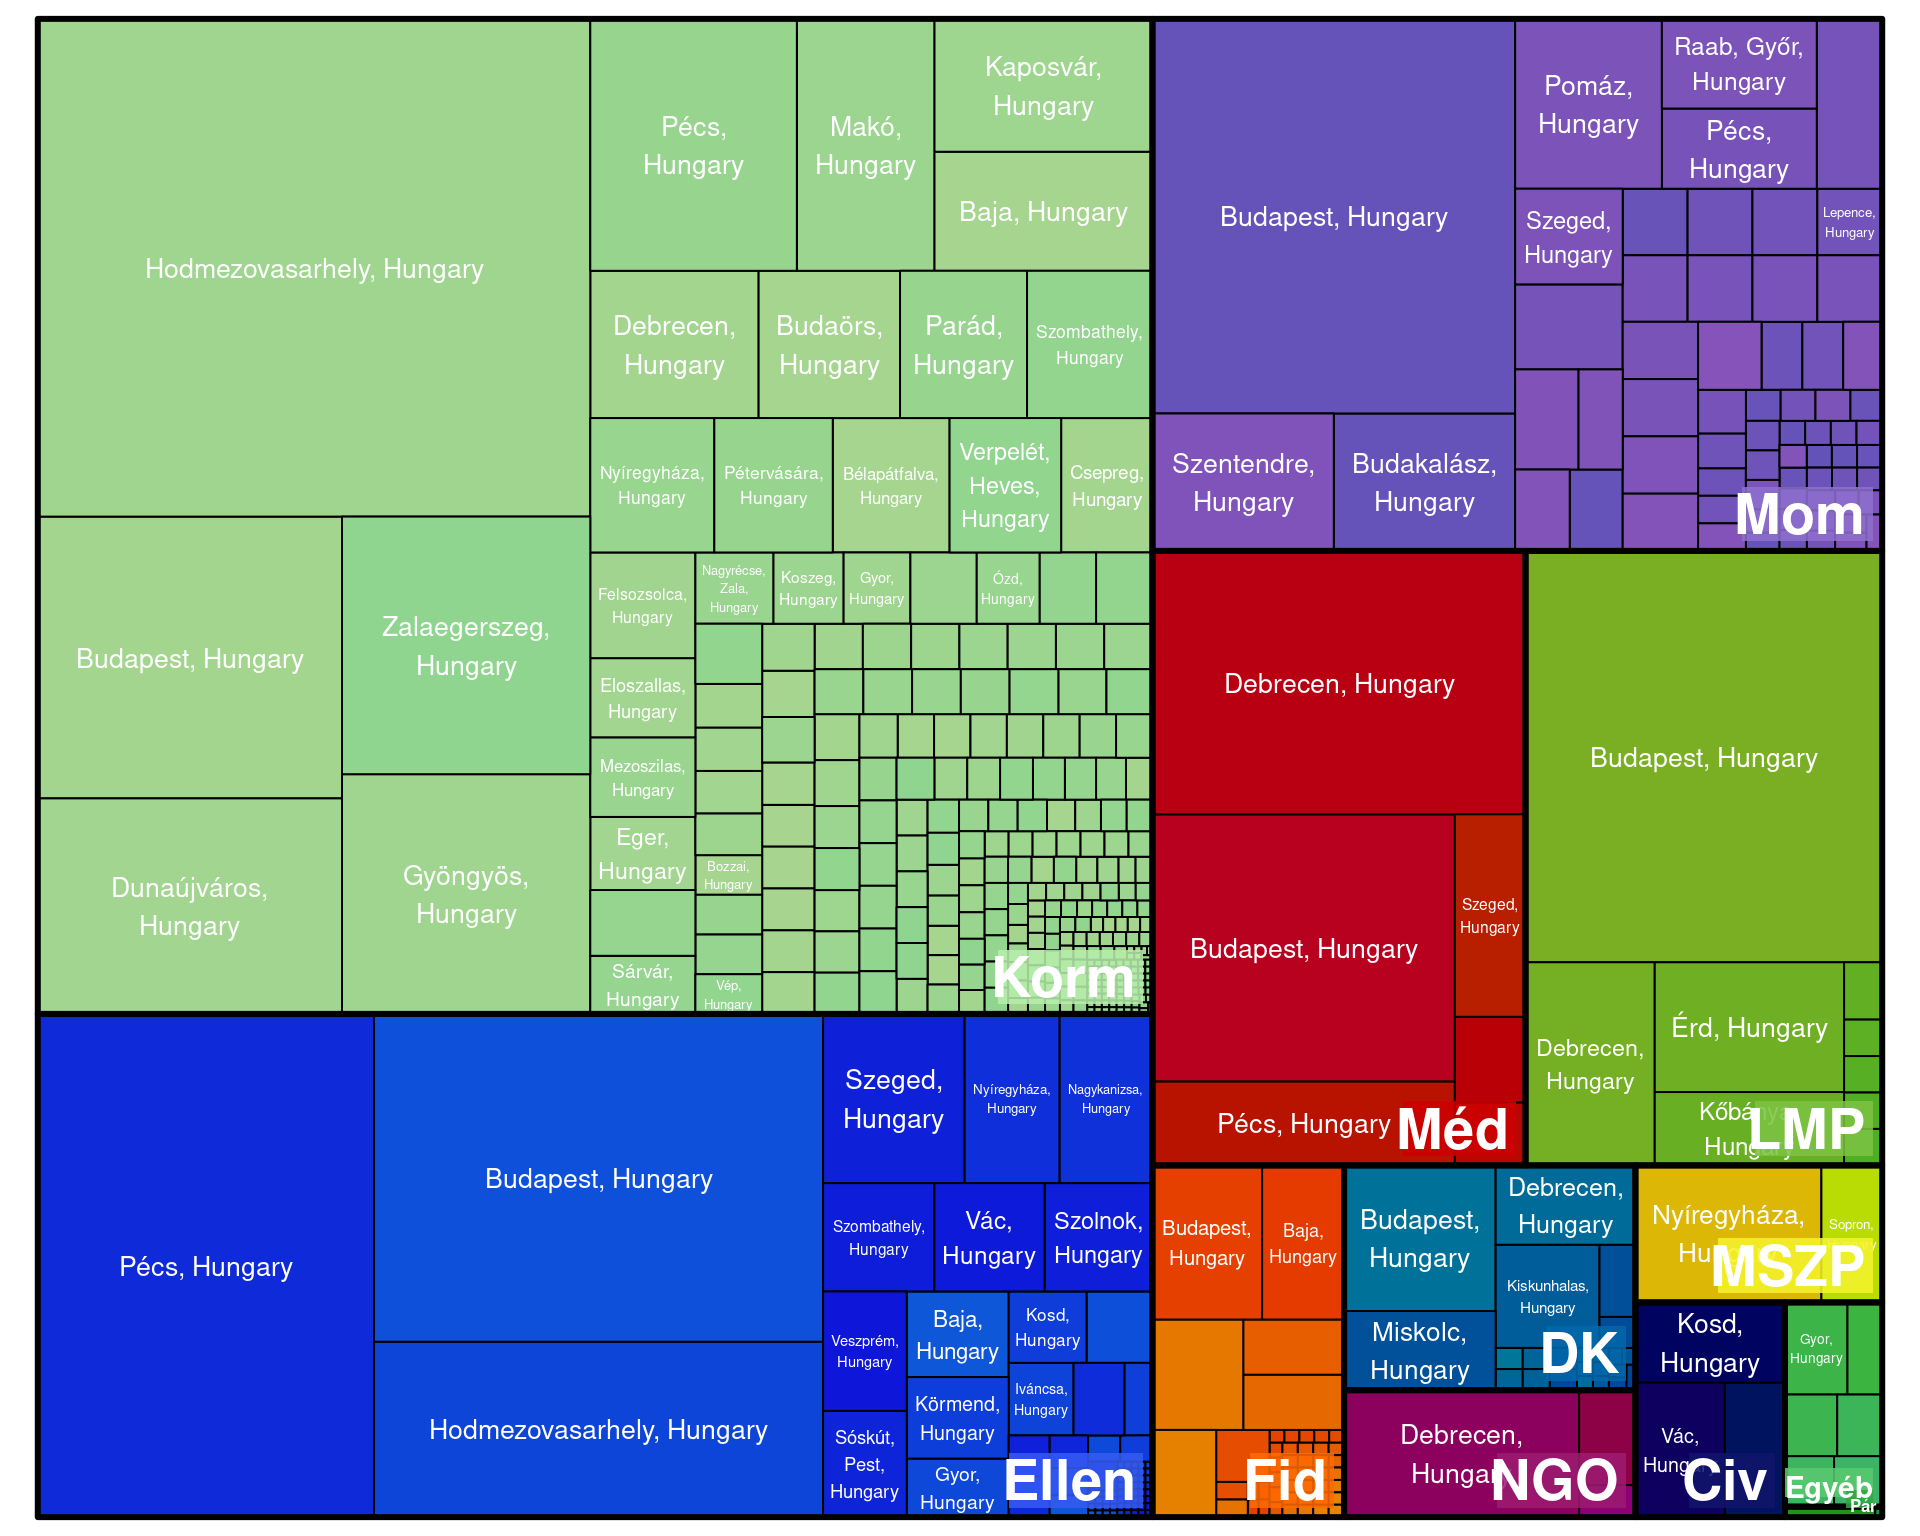 Hodmezovasarhely, Hungary
Pécs,
Hungary
Makó,
Hungary
Kaposvár,
Hungary
Baja, Hungary
Debrecen,
Hungary
Budaörs,
Hungary
Parád,
Hungary
Szombathely,
Hungary
Nyíregyháza,
Hungary
Pétervására,
Hungary
Bélapátfalva,
Hungary
Verpelét,
Heves,
Hungary
Csepreg,
Hungary
Budapest, Hungary
Zalaegerszeg,
Hungary
Dunaújváros,
Hungary
Gyöngyös,
Hungary
Felsozsolca,
Hungary
Nagyrécse,
Zala,
Hungary
Koszeg,
Hungary
Gyor,
Hungary
Ózd,
Hungary
Eloszallas,
Hungary
Mezoszilas,
Hungary
Eger,
Hungary
Bozzai,
Hungary
Sárvár,
Hungary
Vép,
Hungary
Korm
Budapest, Hungary
Pomáz,
Hungary
Raab, Győr,
Hungary
Pécs,
Hungary
Szeged,
Hungary
Lepence,
Hungary
Szentendre,
Hungary
Budakalász,
Hungary
Mom
Debrecen, Hungary
Budapest, Hungary
Szeged,
Hungary
Pécs, Hungary
Méd
Budapest, Hungary
Debrecen,
Hungary
Érd, Hungary
Kőbánya,
Hungary
LMP
Pécs, Hungary
Budapest, Hungary
Hodmezovasarhely, Hungary
Szeged,
Hungary
Nyíregyháza,
Hungary
Nagykanizsa,
Hungary
Szombathely,
Hungary
Vác,
Hungary
Szolnok,
Hungary
Veszprém,
Hungary
Baja,
Hungary
Kosd,
Hungary
Körmend,
Hungary
Iváncsa,
Hungary
Sóskút,
Pest,
Hungary
Gyor,
Hungary
Ellen
Budapest,
Hungary
Baja,
Hungary
Fid
Budapest,
Hungary
Debrecen,
Hungary
Kiskunhalas,
Hungary
Miskolc,
Hungary
DK
Debrecen,
Hungary
NGO
Nyíregyháza,
Sopron,
MSZP
Kosd,
Hungary
Vác,
Hungary
Civ
Gyor,
Hungary
Egyéb
Pár